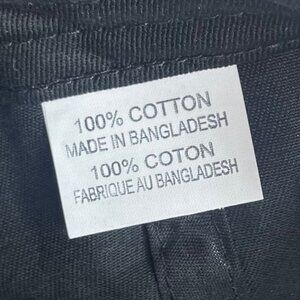 100% COTTON
MADE IN BANGLADESH
100% COTON
FABRIQUE AU BANGLADESH